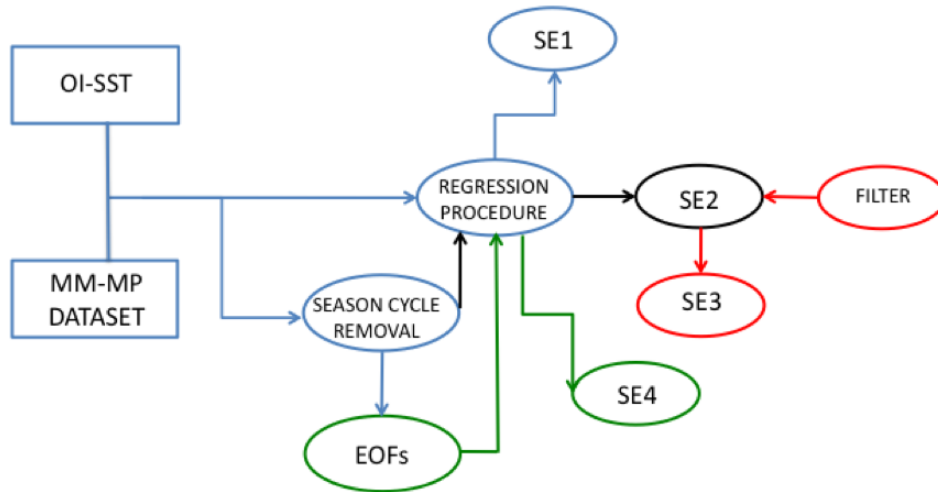 SE1
OI-SST
REGRESSION
PROCEDURE
SE2
FILTER
MM-MP
DATASET
SEASON CYCLE
REMOVAL
SE3
SE4
EOFs